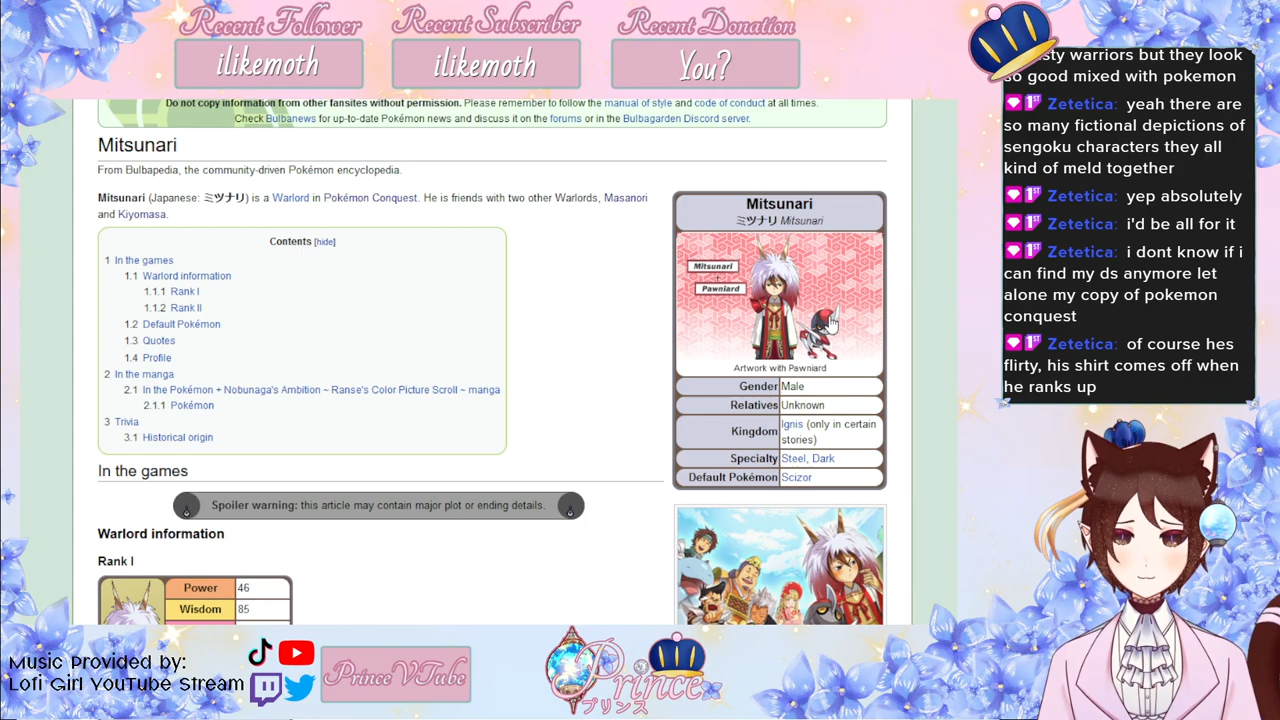 Recent Follower
Recent Subscriber
Recent Donation
ilikemoth
ilikemoth
You?
Do not copy information from other fansites without permission. Please remember to follow the manual of style and code of conduct at all times.
Check Bulbanews for up-to-date Pokémon news and discuss it on the forums or in the Bulbagarden Discord server.
Mitsunari
From Bulbapedia, the community-driven Pokémon encyclopedia.
Mitsunari (Japanese: ミツナリ) is a Warlord in Pokémon Conquest. He is friends with two other Warlords, Masanori
and Kiyomasa.
Contents [hide]
1 In the games
1.1 Warlord information
1.1.1 Rank I
1.1.2 Rank II
1.2 Default Pokémon
1.3 Quotes
1.4 Profile
2 In the manga
2.1 In the Pokémon + Nobunaga's Ambition ~ Ranse's Color Picture Scroll ~ manga
2.1.1 Pokémon
3 Trivia
3.1 Historical origin
In the games
Spoiler warning: this article may contain major plot or ending details.
Warlord information
Rank I
Power 46
Wisdom 85
Mitsunari
ミツナリ Mitsunari
Mitsunari
+
Pawniard
Artwork with Pawniard
Gender Male
Relatives Unknown
Kingdom Ignis (only in certain
stories)
Specialty Steel, Dark
Default Pokémon Scizor
warriors but they look
so good mixed with pokemon
1ST Zetetica: yeah there are
so many fictional depictions of
sengoku characters they all
kind of meld together
1ST Zetetica: yep absolutely
1ST Zetetica: i'd be all for it
1ST Zetetica: i dont know if i
can find my ds anymore let
alone my copy of pokemon
conquest
1ST Zetetica: of course hes
flirty, his shirt comes off when
he ranks up
Music Provided by:
Lofi Girl YouTube Stream
PrinceVTube
Prince
プリンス